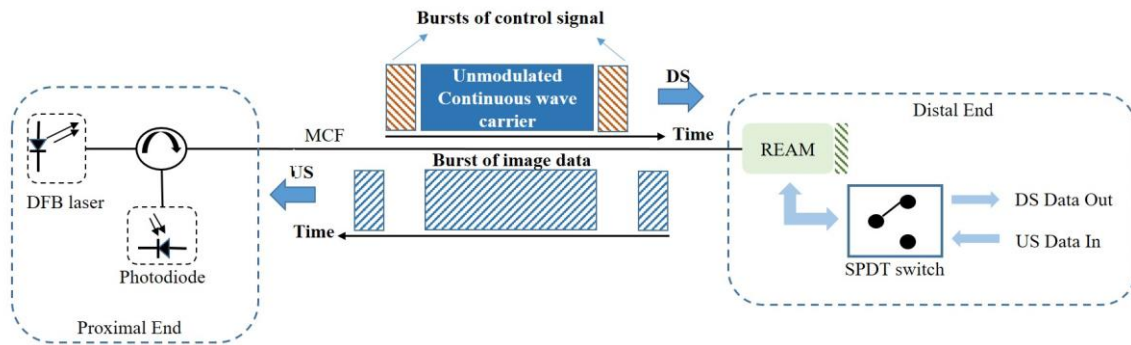 Bursts of control signal
Unmodulated
Continuous wave
carrier
DS
Time
MCF
DFB laser
Photodiode
Proximal End
US
Burst of image data
Time
Distal End
REAM
DS Data Out
US Data In
SPDT switch